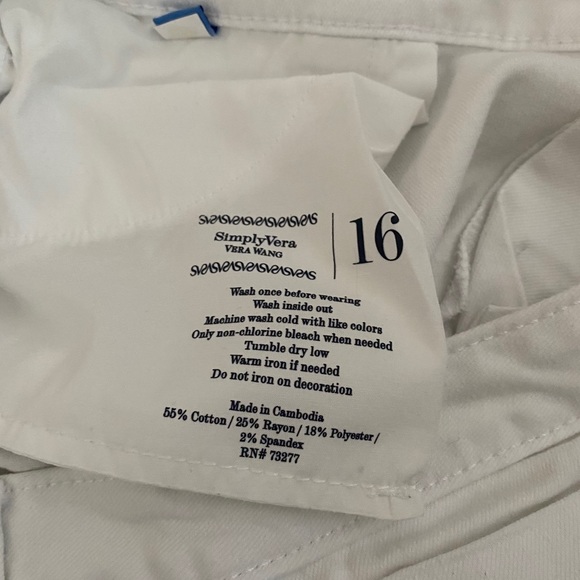 SVSVSVSVSVSVSVS
SimplyVera
VERA WANG
16
SVSVSVSVSVSVSVS
Wash once before wearing
Wash inside out
Machine wash cold with like colors
Only non-chlorine bleach when needed
Tumble dry low
Warm iron if needed
Do not iron on decoration
Made in Cambodia
55% Cotton / 25% Rayon / 18% Polyester /
2% Spandex
RN# 73277